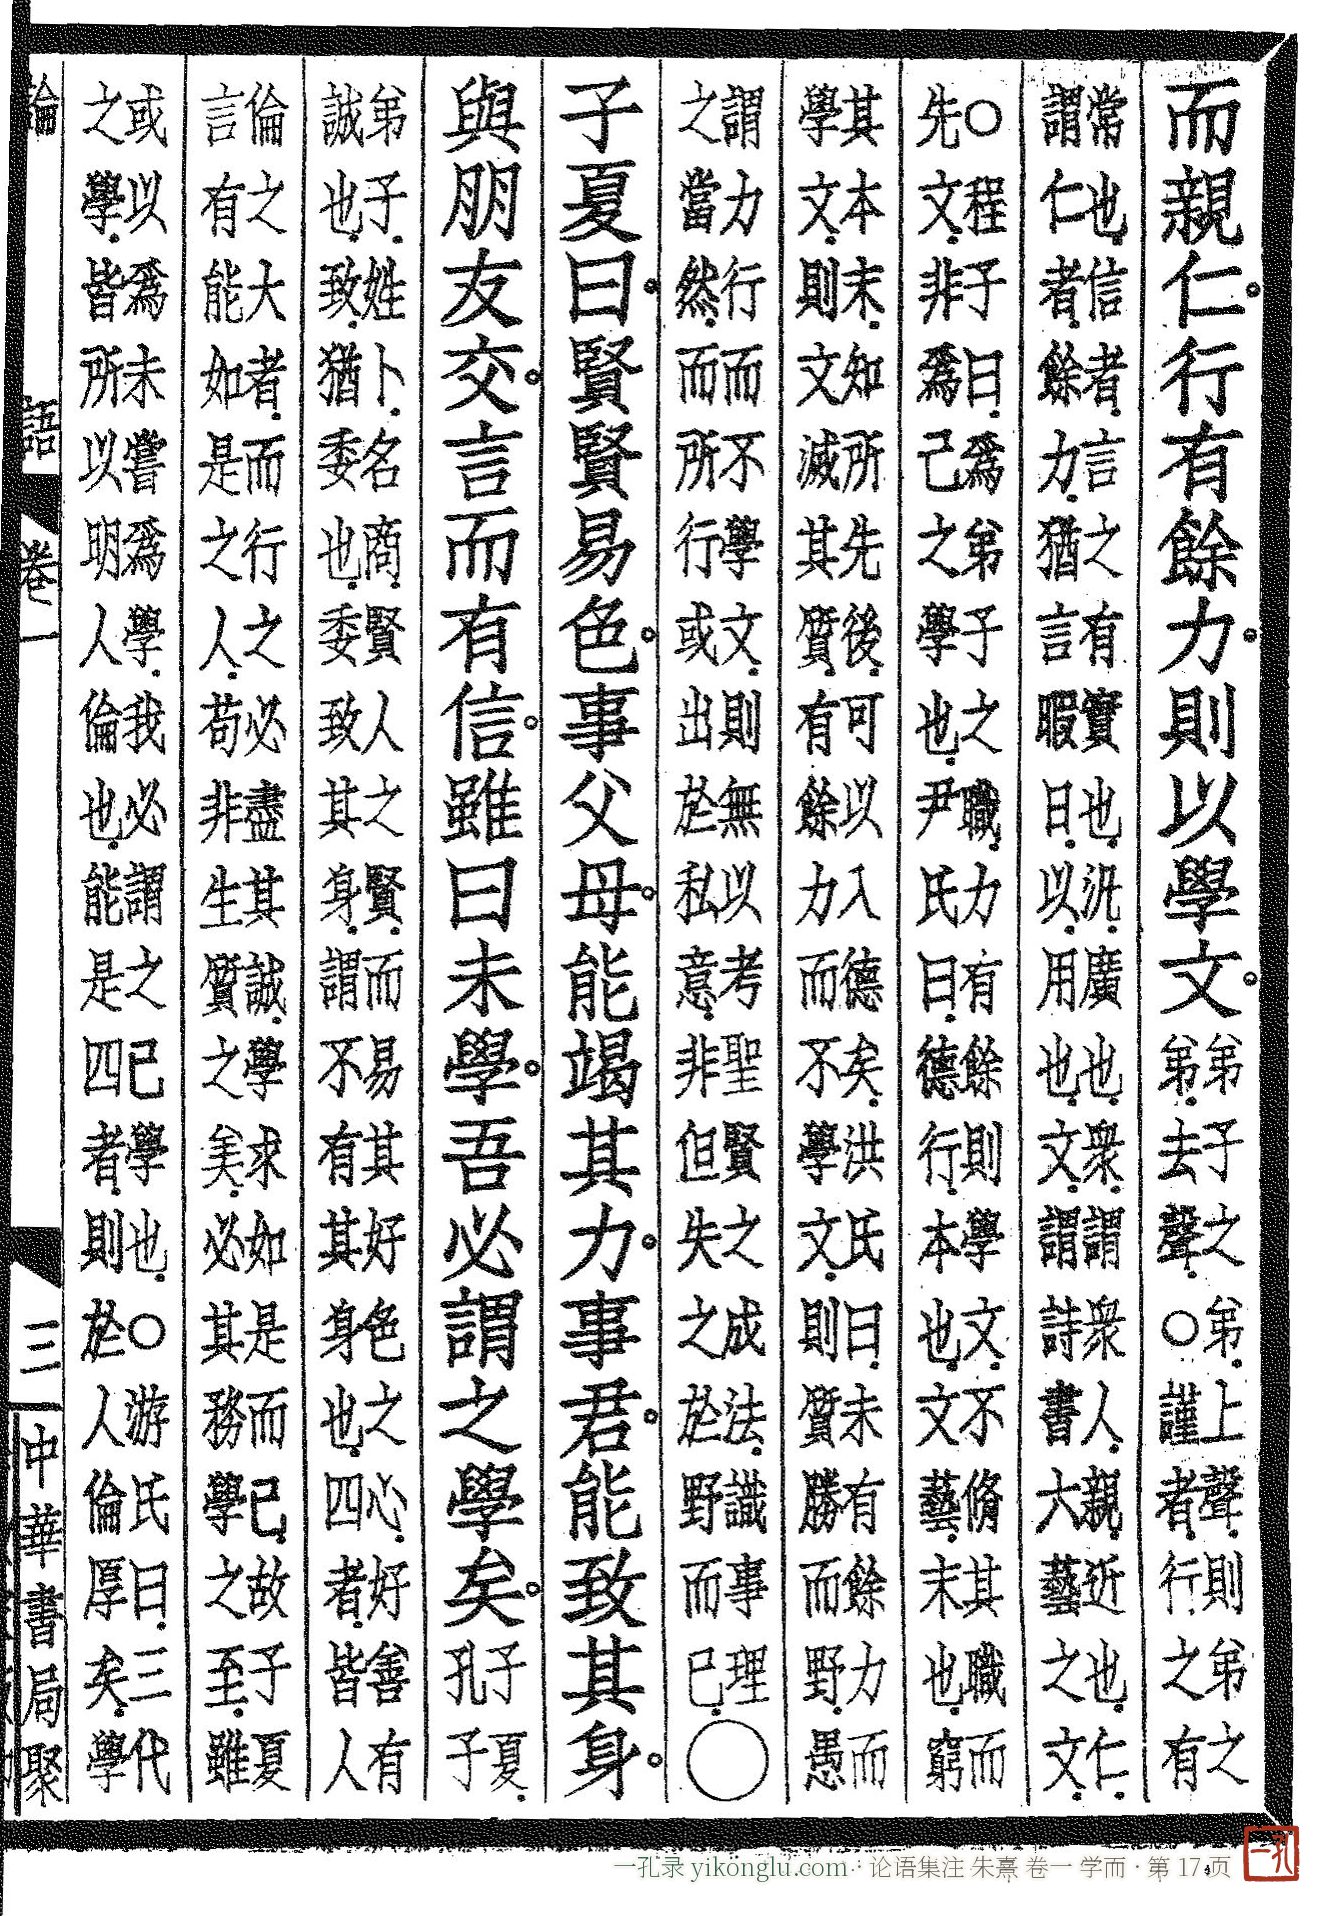 而親仁。行有餘力。則以學文。弟子之弟。上聲。則弟之
弟。去聲。○謹者。行之有
常也。信者。言之有實也。汎。廣也。衆。謂衆人。親。近也。仁。
謂仁者。餘力。猶言暇日。以。用也。文。謂詩書六藝之文。
○程子曰。爲弟子之職。力有餘則學文。不脩其職而
先文。非爲己之學也。尹氏曰。德行。本也。文藝。末也。窮
其本末。知所先後。可以入德矣。洪氏曰。未有餘力而
學文。則文滅其質。有餘力而不學文。則質勝而野。愚
謂力行而不學文。則無以考聖賢之成法。識事理
之當然。而所行或出於私意。非但失之於野而已。○
子夏曰。賢賢易色。事父母。能竭其力。事君。能致其身。
與朋友交。言而有信。雖曰未學。吾必謂之學矣。子夏。
孔子
弟子。姓卜。名商。賢人之賢。而易其好色之心。好善有
誠也。致。猶委也。委致其身。謂不有其身也。四者。皆人
倫之大者。而行之必盡其誠。學求如是而已。故子夏
言有能如是之人。苟非生質之美。必其務學之至。雖
或以爲未嘗爲學。我必謂之已學也。○游氏曰。三代
之學。皆所以明人倫也。能是四者。則於人倫厚矣。學
論語 卷一 三 中華書局聚
一孔录 yikonglu.com · 论语集注 朱熹 卷一 学而 · 第 17 页
一孔